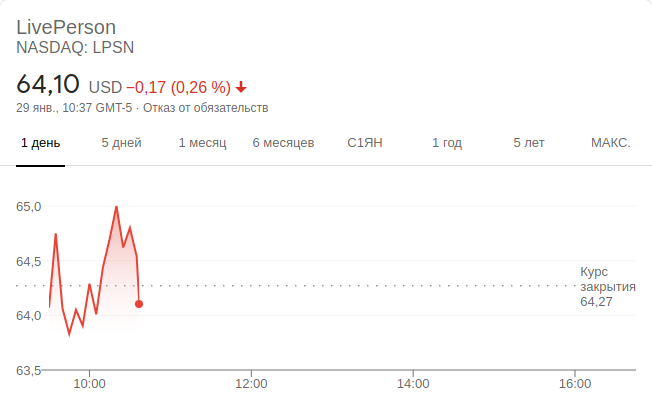 LivePerson
NASDAQ: LPSN
64,10 USD −0,17 (0,26 %)
29 янв., 10:37 GMT-5 · Отказ от обязательств
1 день 5 дней 1 месяц 6 месяцев С1ЯН 1 год 5 лет МАКС.
65,0
64,5
Курс
закрытия
64,27
64,0
63,5
10:00 12:00 14:00 16:00